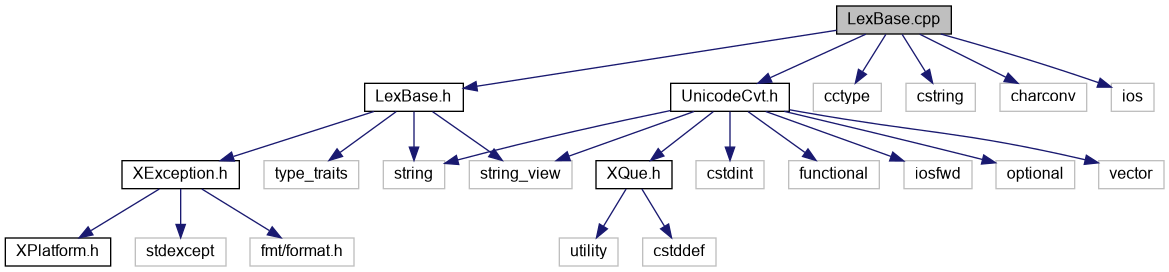 LexBase.cpp
LexBase.h
UnicodeCvt.h
cctype
cstring
charconv
ios
XException.h
type_traits
string
string_view
XQue.h
cstdint
functional
iosfwd
optional
vector
XPlatform.h
stdexcept
fmt/format.h
utility
cstddef